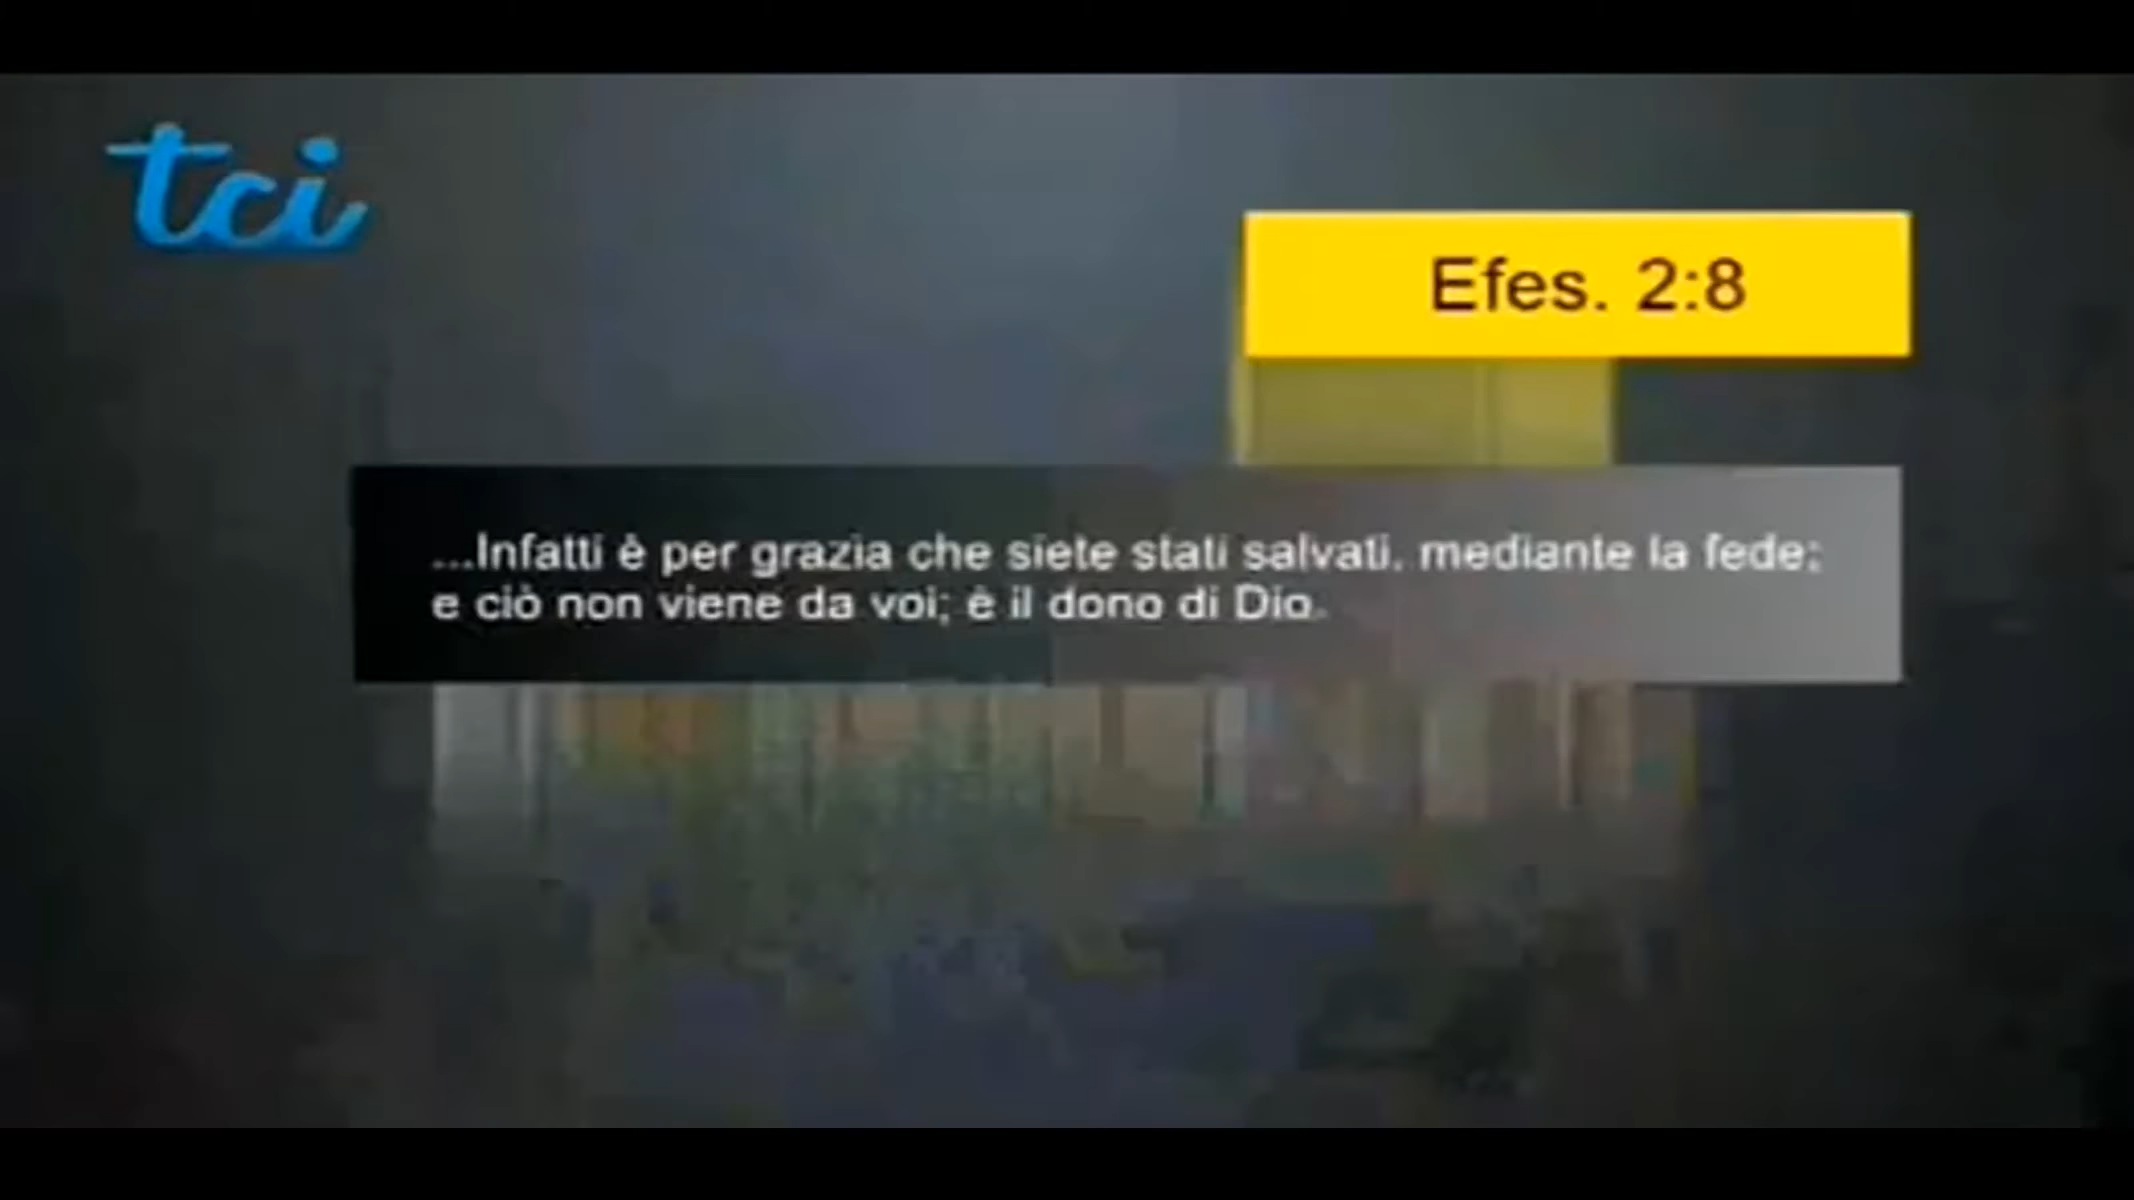 tci
Efes. 2:8
...Infatti è per grazia che siete stati salvati, mediante la fede;
e ciò non viene da voi; è il dono di Dio.